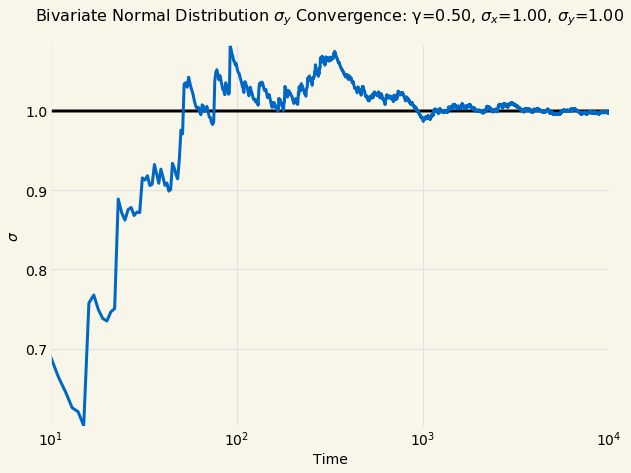 Bivariate Normal Distribution σy Convergence: γ=0.50, σx=1.00, σy=1.00
1.0
0.9
σ
0.8
0.7
10¹ 10² 10³ 10⁴
Time